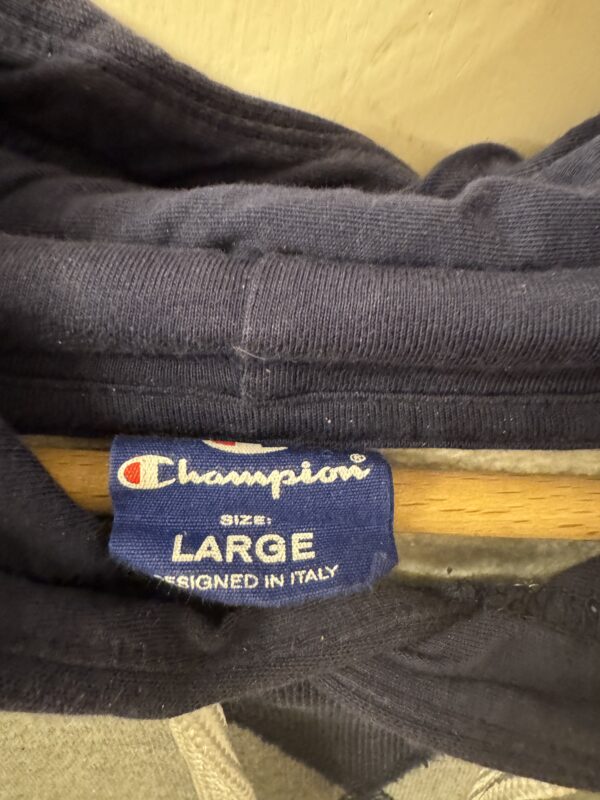 Champion®
SIZE:
LARGE
DESIGNED IN ITALY